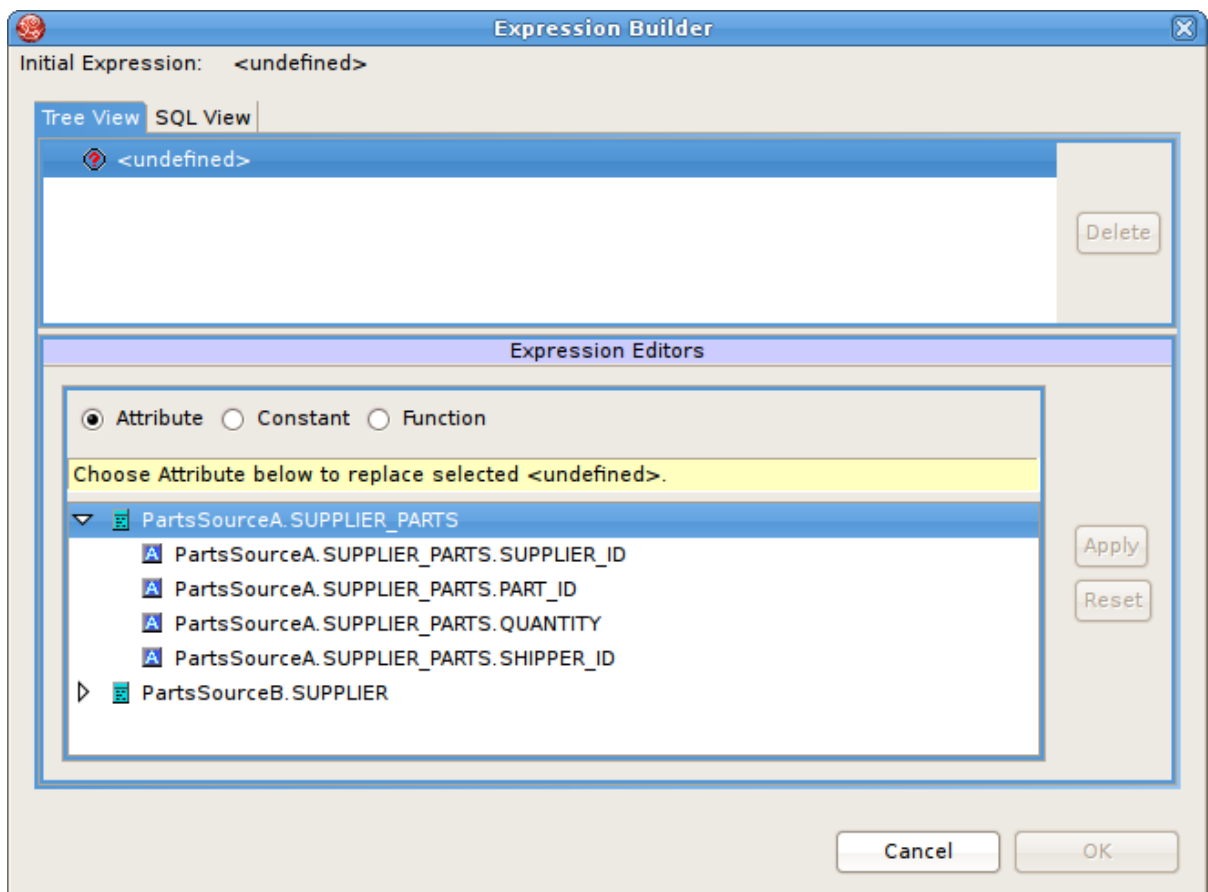 Expression Builder
Initial Expression: <undefined>
Tree View SQL View
<undefined>
Delete
Expression Editors
Attribute Constant Function
Choose Attribute below to replace selected <undefined>.
PartsSourceA.SUPPLIER_PARTS
PartsSourceA.SUPPLIER_PARTS.SUPPLIER_ID
PartsSourceA.SUPPLIER_PARTS.PART_ID
PartsSourceA.SUPPLIER_PARTS.QUANTITY
PartsSourceA.SUPPLIER_PARTS.SHIPPER_ID
PartsSourceB.SUPPLIER
Apply
Reset
Cancel OK